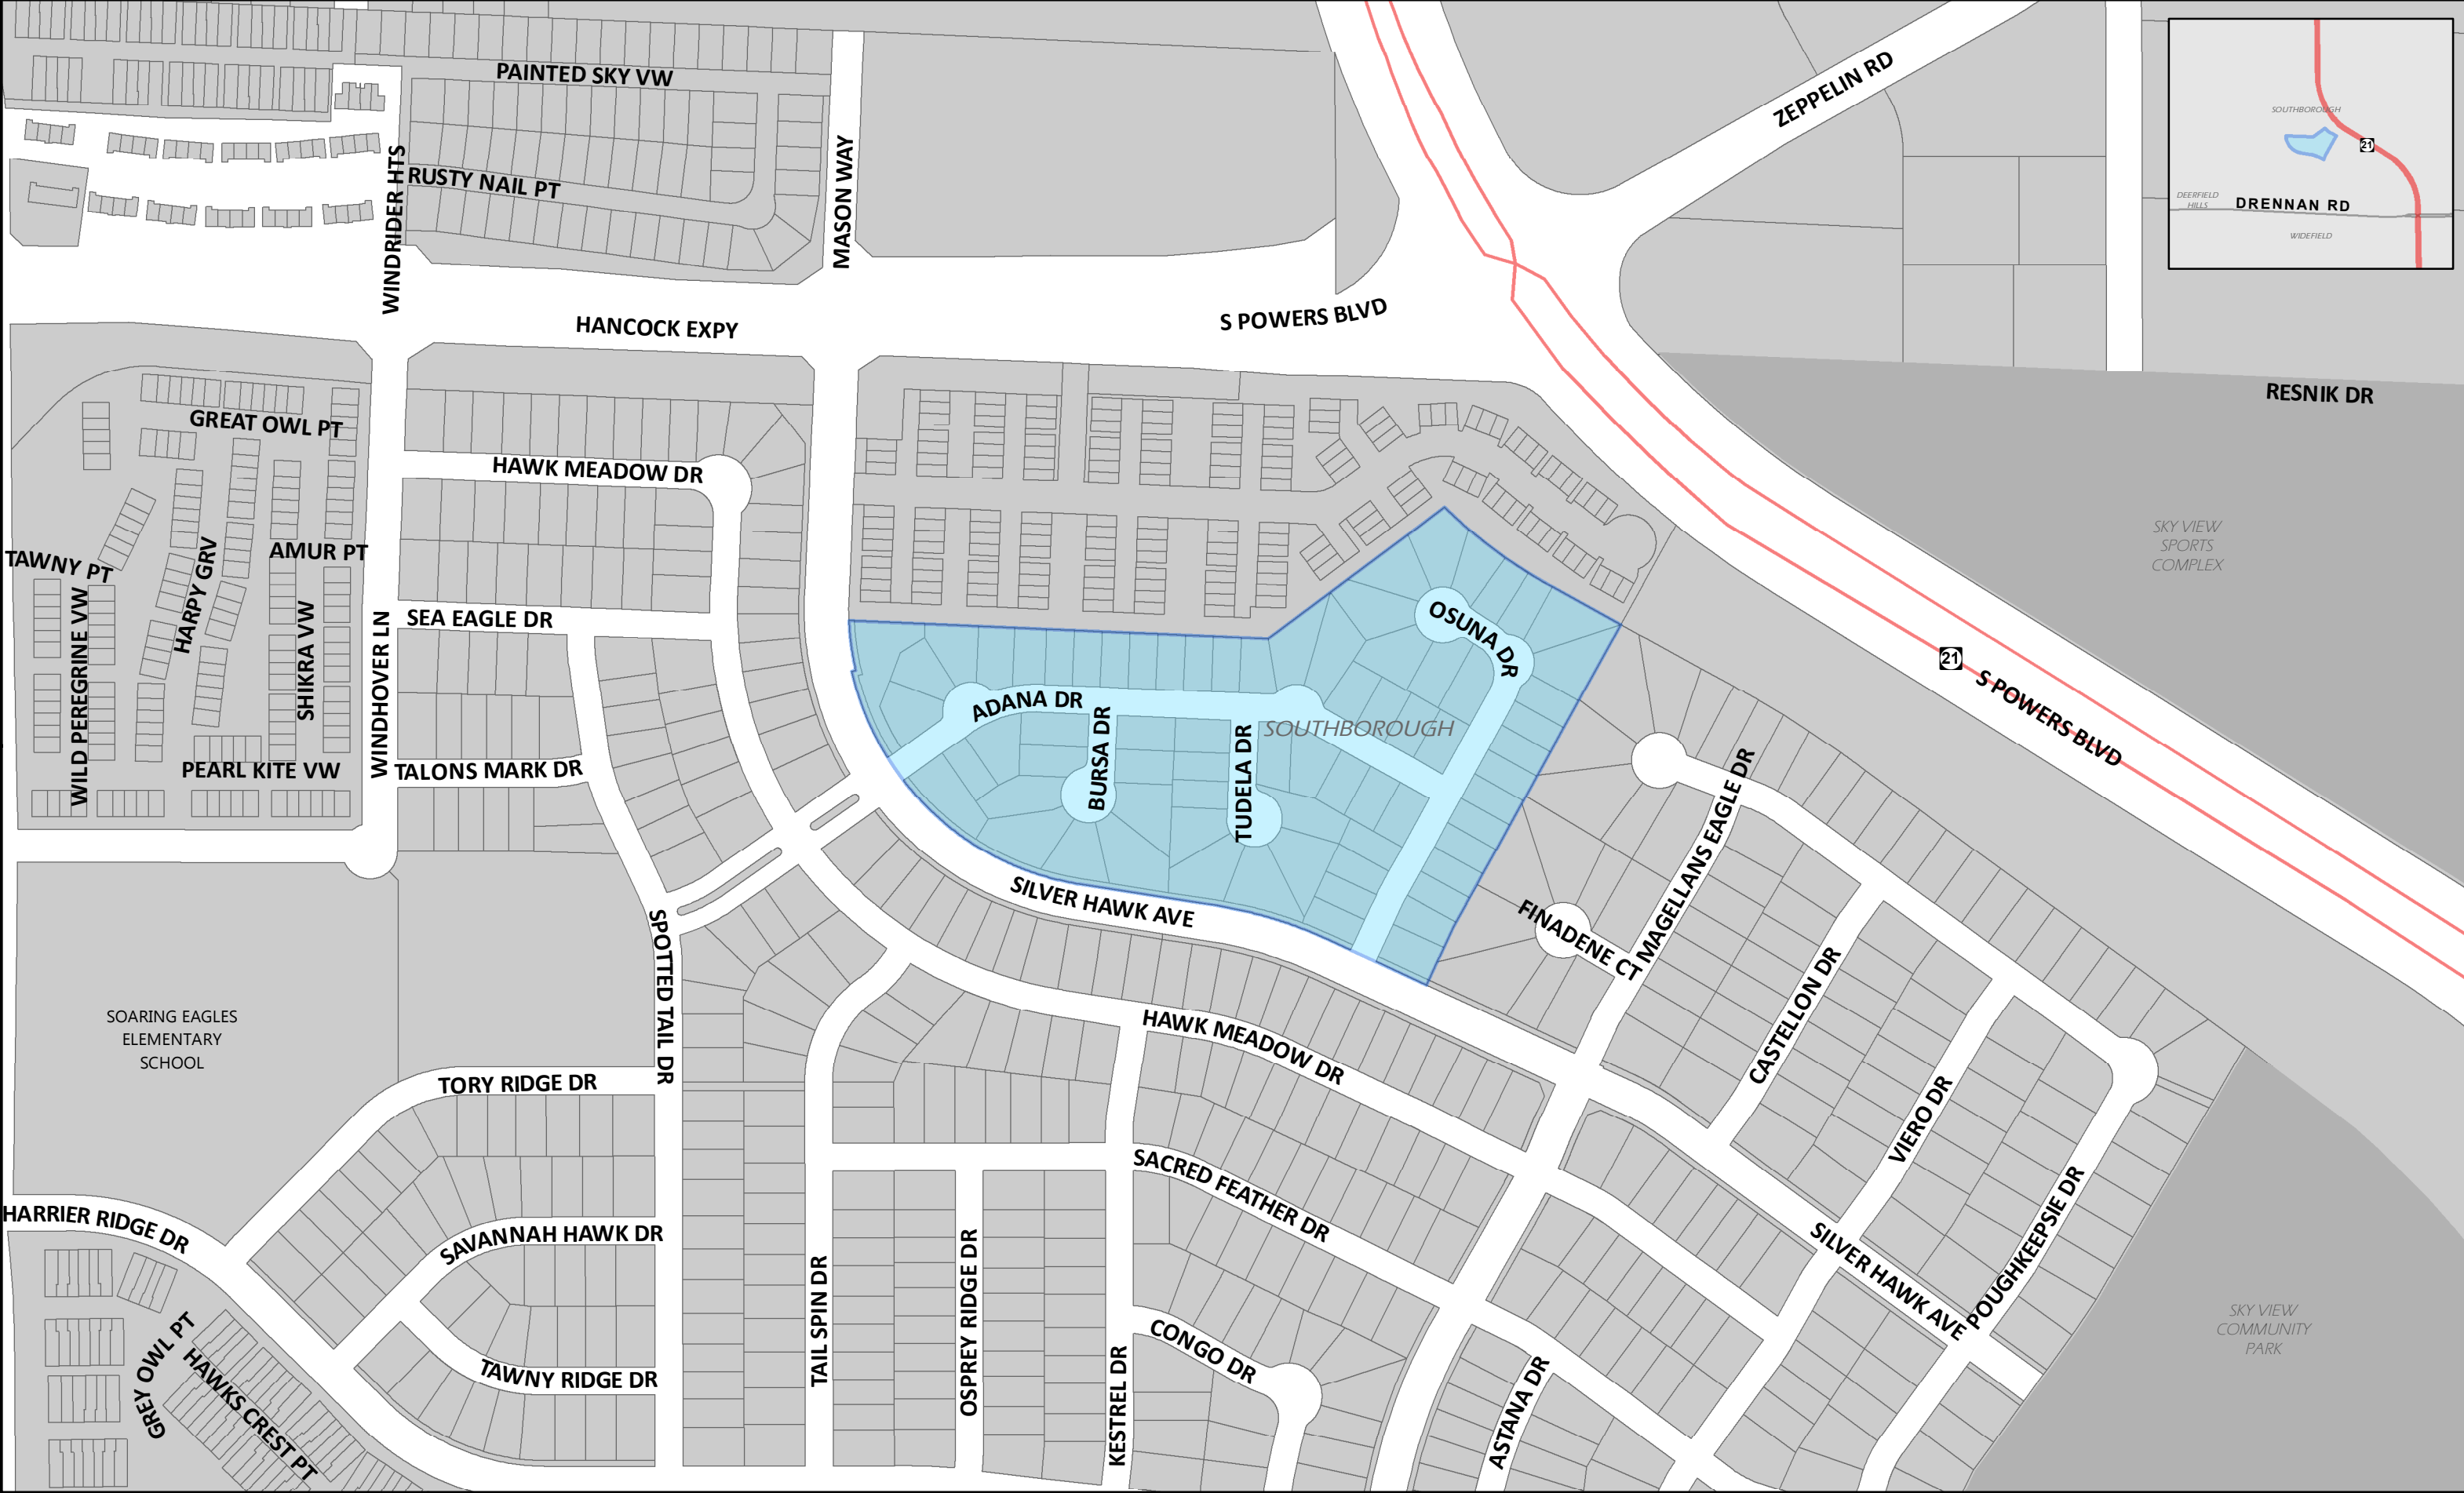 PAINTED SKY VW
ZEPPELIN RD
SOUTHBOROUGH
21
DEERFIELD
HILLS
DRENNAN RD
WIDEFIELD
WINDRIDER HTS
RUSTY NAIL PT
MASON WAY
HANCOCK EXPY
S POWERS BLVD
RESNIK DR
GREAT OWL PT
HAWK MEADOW DR
SKY VIEW
SPORTS
COMPLEX
TAWNY PT
HARPY GRV
AMUR PT
WILD PEREGRINE VW
SHIKRA VW
WINDHOVER LN
SEA EAGLE DR
OSUNA DR
21
S POWERS BLVD
ADANA DR
SOUTHBOROUGH
BURSA DR
TUDELA DR
PEARL KITE VW
TALONS MARK DR
MAGELLANS EAGLE DR
SILVER HAWK AVE
FINADENE CT
SPOTTED TAIL DR
CASTELLON DR
SOARING EAGLES
ELEMENTARY
SCHOOL
HAWK MEADOW DR
TORY RIDGE DR
VIERO DR
SACRED FEATHER DR
POUGHKEEPSIE DR
HARRIER RIDGE DR
SAVANNAH HAWK DR
SILVER HAWK AVE
TAIL SPIN DR
OSPREY RIDGE DR
SKY VIEW
COMMUNITY
PARK
GREY OWL PT
HAWKS CREST PT
TAWNY RIDGE DR
KESTREL DR
CONGO DR
ASTANA DR